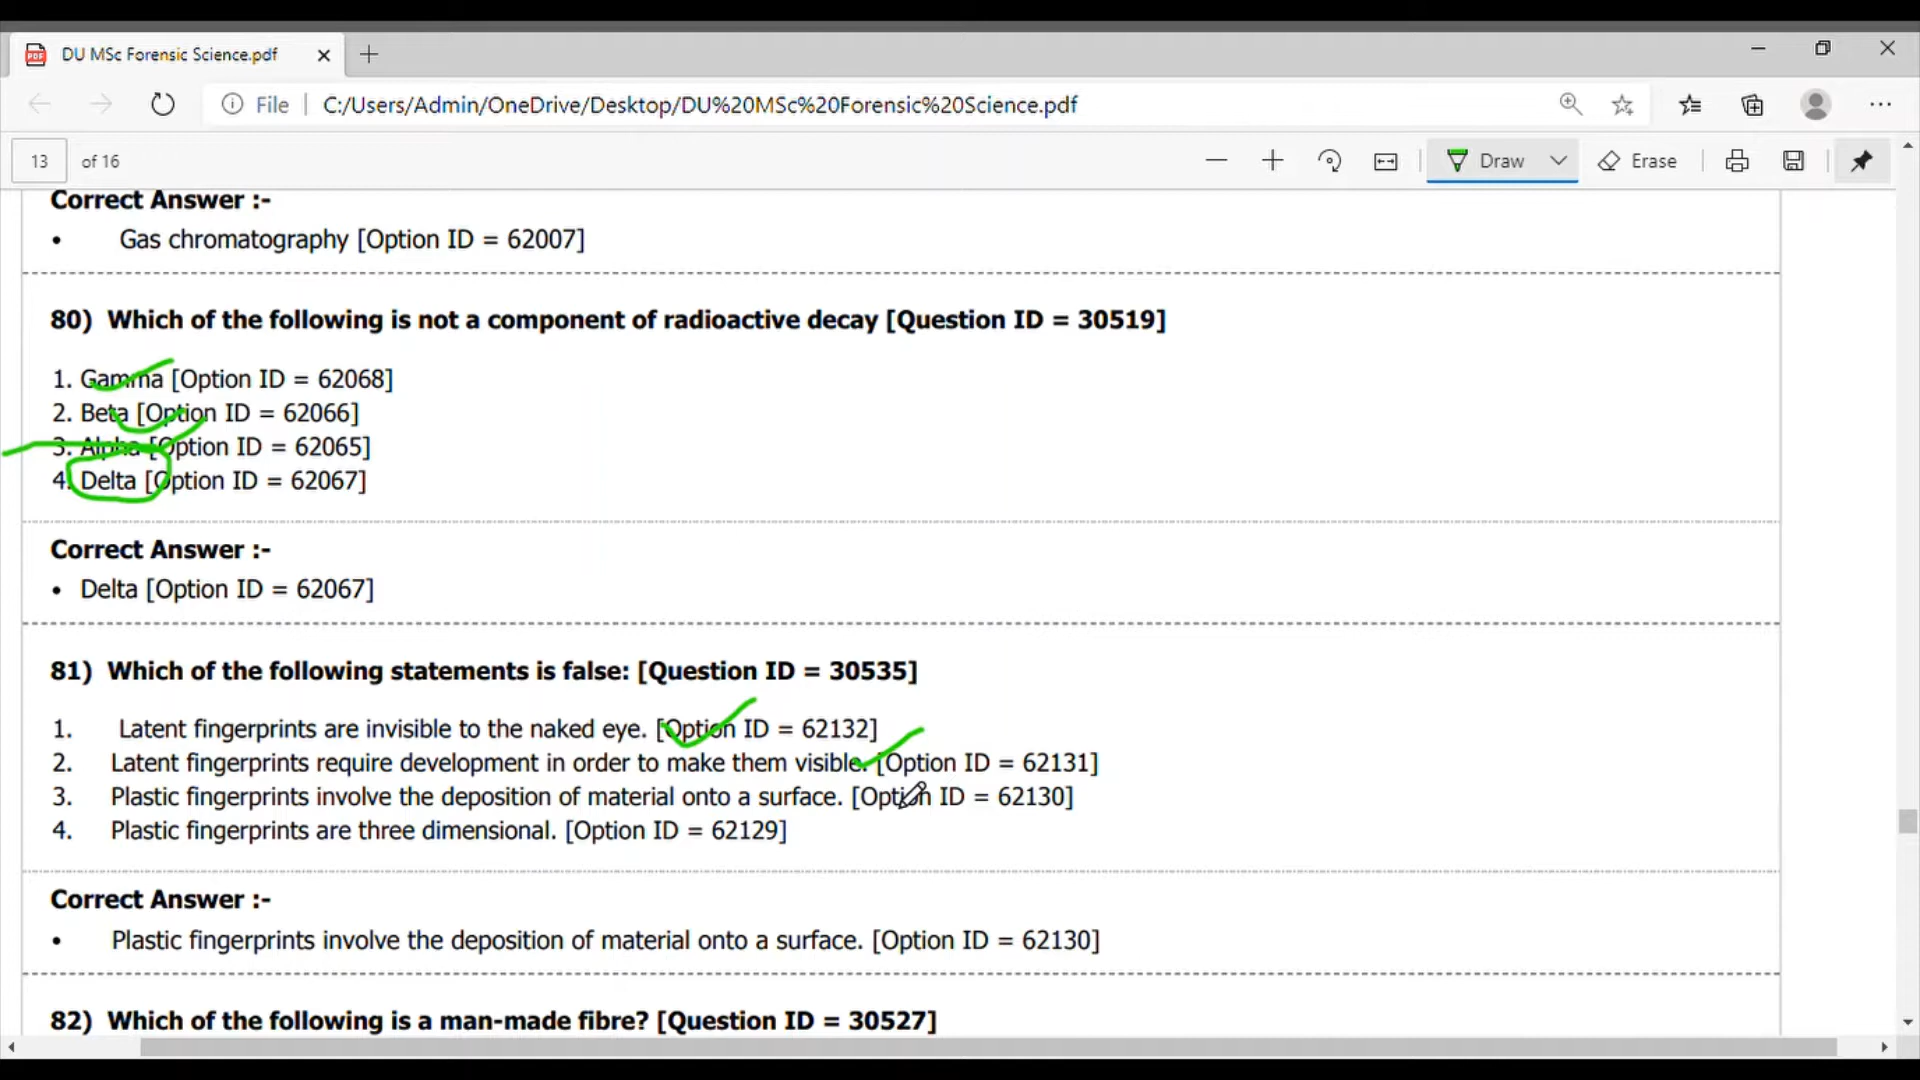 DU MSc Forensic Science.pdf
File C:/Users/Admin/OneDrive/Desktop/DU%20MSc%20Forensic%20Science.pdf
13 of 16 Draw Erase
Correct Answer :-
• Gas chromatography [Option ID = 62007]
80) Which of the following is not a component of radioactive decay [Question ID = 30519]
1. Gamma [Option ID = 62068]
2. Beta [Option ID = 62066]
3. Alpha [Option ID = 62065]
4. Delta [Option ID = 62067]
Correct Answer :-
• Delta [Option ID = 62067]
81) Which of the following statements is false: [Question ID = 30535]
1. Latent fingerprints are invisible to the naked eye. [Option ID = 62132]
2. Latent fingerprints require development in order to make them visible. [Option ID = 62131]
3. Plastic fingerprints involve the deposition of material onto a surface. [Option ID = 62130]
4. Plastic fingerprints are three dimensional. [Option ID = 62129]
Correct Answer :-
• Plastic fingerprints involve the deposition of material onto a surface. [Option ID = 62130]
82) Which of the following is a man-made fibre? [Question ID = 30527]